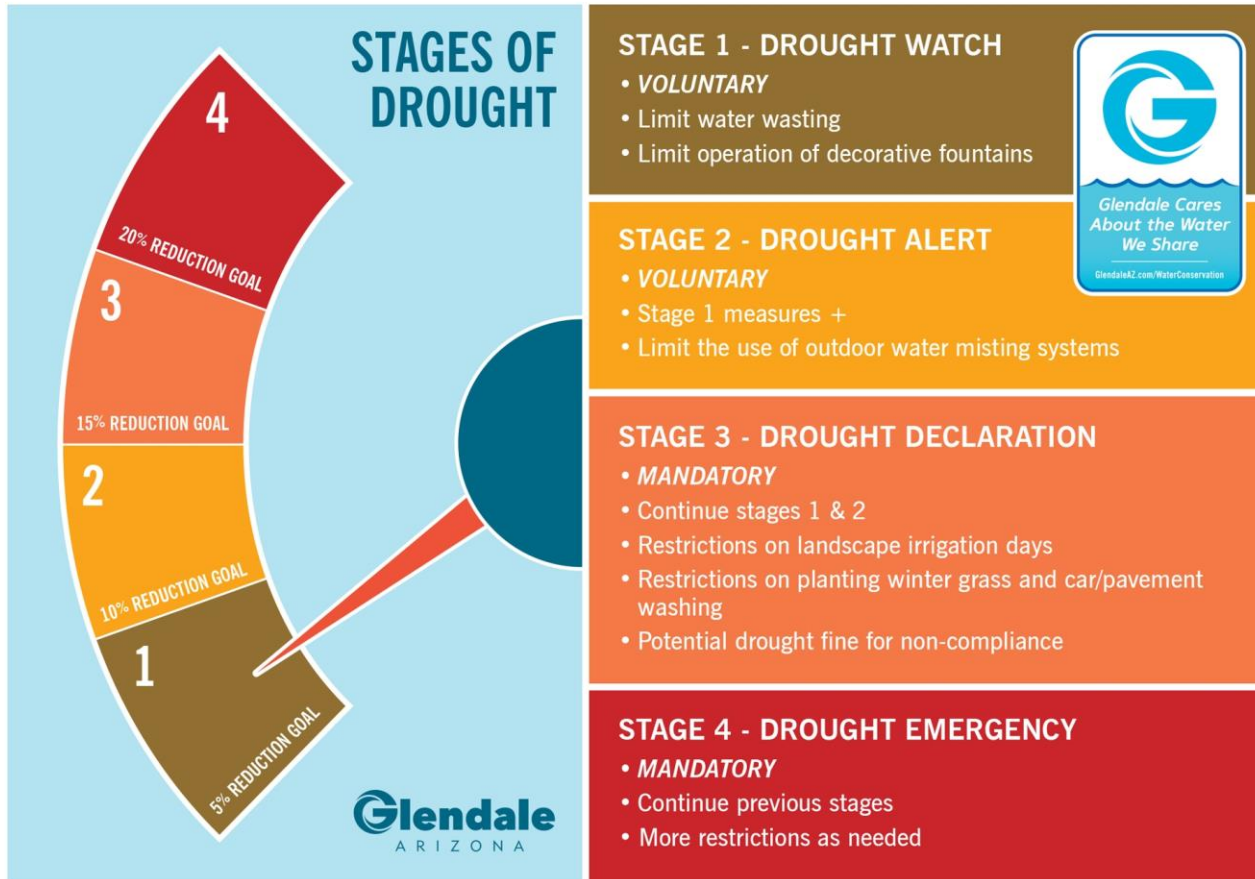 STAGES OF
DROUGHT
4
20% REDUCTION GOAL
3
15% REDUCTION GOAL
2
10% REDUCTION GOAL
1
5% REDUCTION GOAL
Glendale
ARIZONA
STAGE 1 - DROUGHT WATCH
• VOLUNTARY
• Limit water wasting
• Limit operation of decorative fountains
G
Glendale Cares
About the Water
We Share
GlendaleAZ.com/WaterConservation
STAGE 2 - DROUGHT ALERT
• VOLUNTARY
• Stage 1 measures +
• Limit the use of outdoor water misting systems
STAGE 3 - DROUGHT DECLARATION
• MANDATORY
• Continue stages 1 & 2
• Restrictions on landscape irrigation days
• Restrictions on planting winter grass and car/pavement
washing
• Potential drought fine for non-compliance
STAGE 4 - DROUGHT EMERGENCY
• MANDATORY
• Continue previous stages
• More restrictions as needed